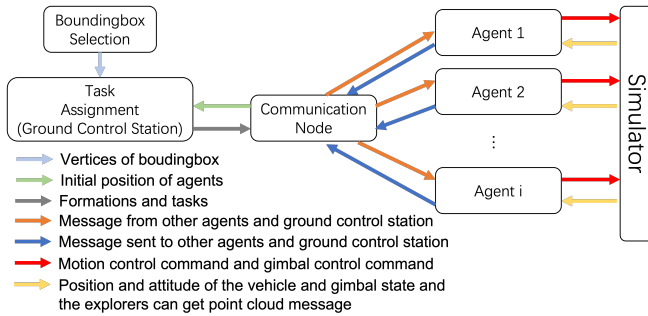 Boundingbox
Selection
Task
Assignment
(Ground Control Station)
Communication
Node
Agent 1
Agent 2
...
Agent i
Simulator
Vertices of boudingbox
Initial position of agents
Formations and tasks
Message from other agents and ground control station
Message sent to other agents and ground control station
Motion control command and gimbal control command
Position and attitude of the vehicle and gimbal state and
the explorers can get point cloud message